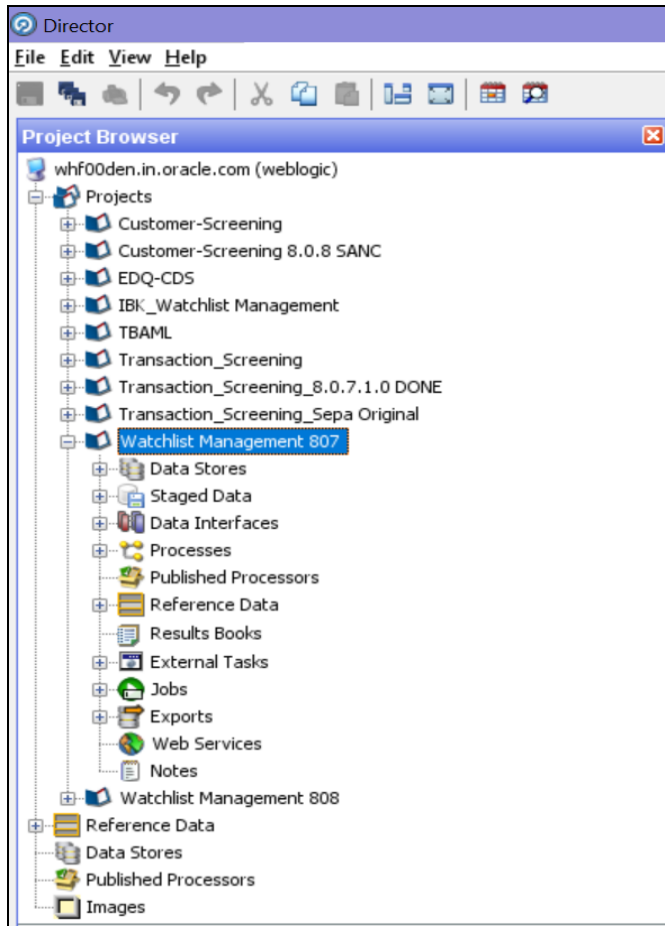 Director
File Edit View Help
Project Browser
whf00den.in.oracle.com (weblogic)
Projects
Customer-Screening
Customer-Screening 8.0.8 SANC
EDQ-CDS
IBK_Watchlist Management
TBAML
Transaction_Screening
Transaction_Screening_8.0.7.1.0 DONE
Transaction_Screening_Sepa Original
Watchlist Management 807
Data Stores
Staged Data
Data Interfaces
Processes
Published Processors
Reference Data
Results Books
External Tasks
Jobs
Exports
Web Services
Notes
Watchlist Management 808
Reference Data
Data Stores
Published Processors
Images